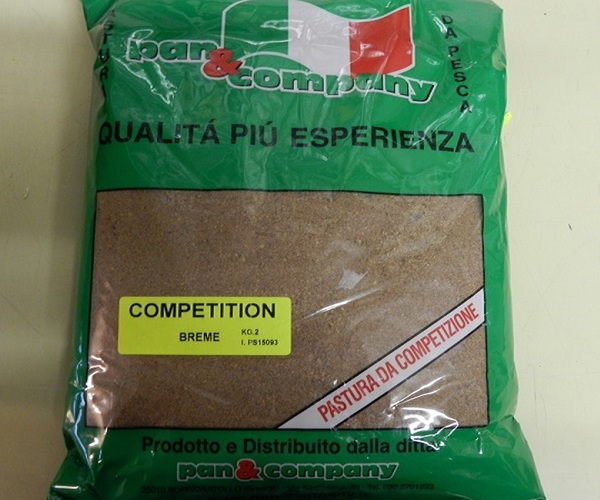 pan&company
DA PESCA
QUALITÁ PIÚ ESPERIENZA
COMPETITION
BREME
KG.2
I. PS15093
PASTURA DA COMPETIZIONE
Prodotto e Distribuito dalla ditta
pan&company